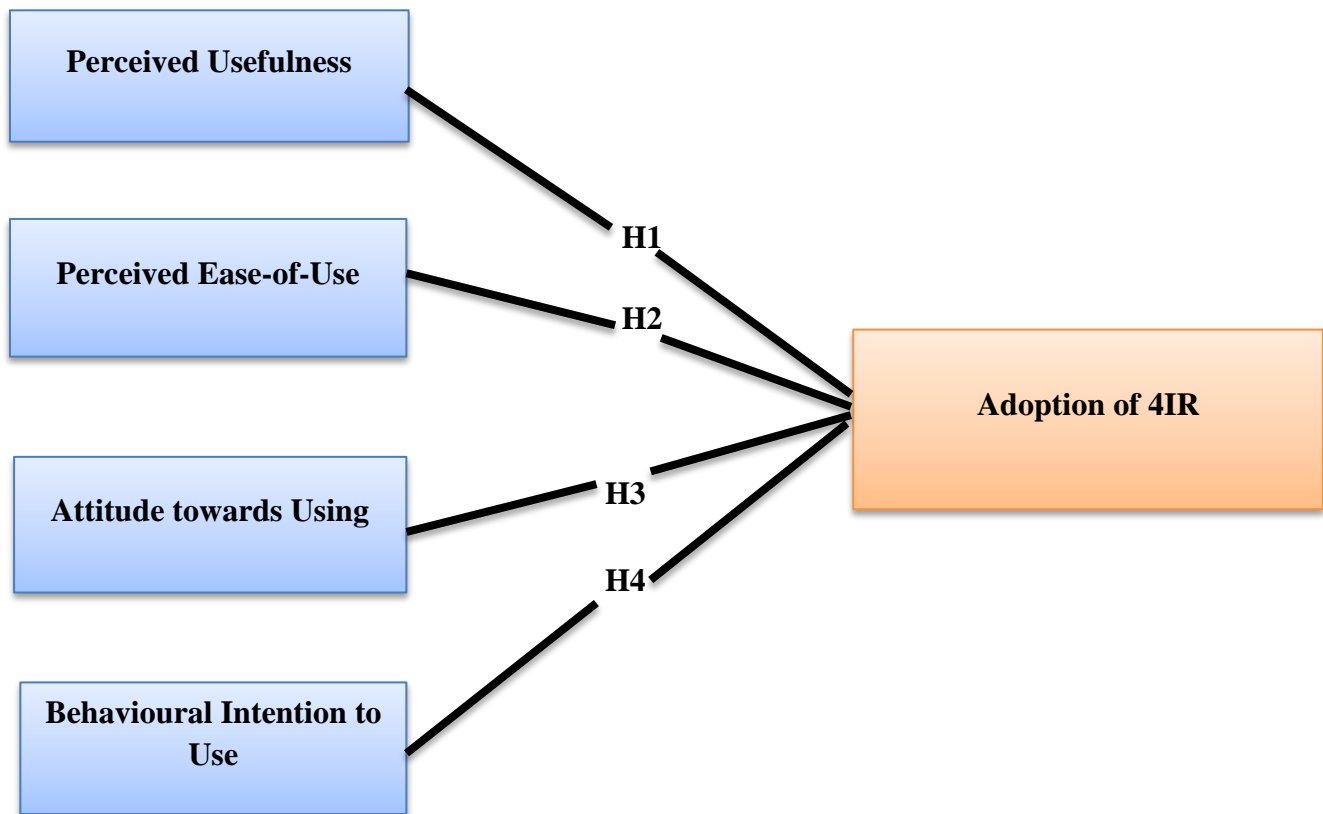 Perceived Usefulness
H1
Perceived Ease-of-Use
H2
Adoption of 4IR
Attitude towards Using
H3
H4
Behavioural Intention to
Use